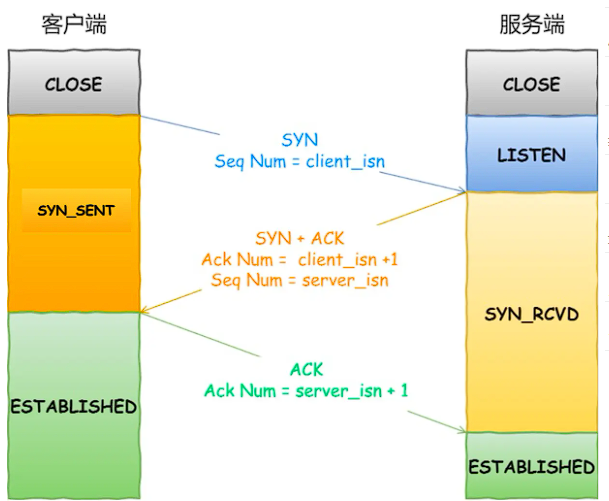 客户端
服务端
CLOSE
CLOSE
SYN
Seq Num = client_isn
LISTEN
SYN_SENT
SYN + ACK
Ack Num = client_isn +1
Seq Num = server_isn
SYN_RCVD
ACK
Ack Num = server_isn + 1
ESTABLISHED
ESTABLISHED